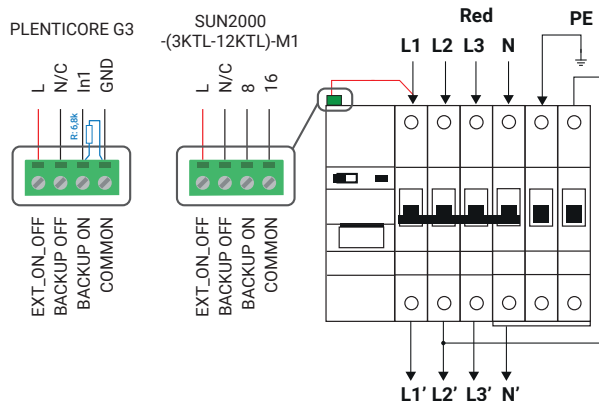 PLENTICORE G3
L
N/C
In1
GND
R: 6,8k
EXT_ON_OFF
BACKUP OFF
BACKUP ON
COMMON
SUN2000
-(3KTL-12KTL)-M1
L
N/C
8
16
EXT_ON_OFF
BACKUP OFF
BACKUP ON
COMMON
Red
PE
L1 L2 L3 N
L1’ L2’ L3’ N’